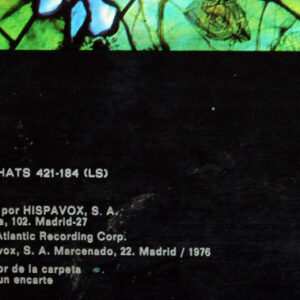 HATS 421-184 (LS)
por HISPAVOX, S. A.
a, 102. Madrid-27
Atlantic Recording Corp.
vox, S. A. Marcenado, 22. Madrid / 1976
or de la carpeta
un encarte